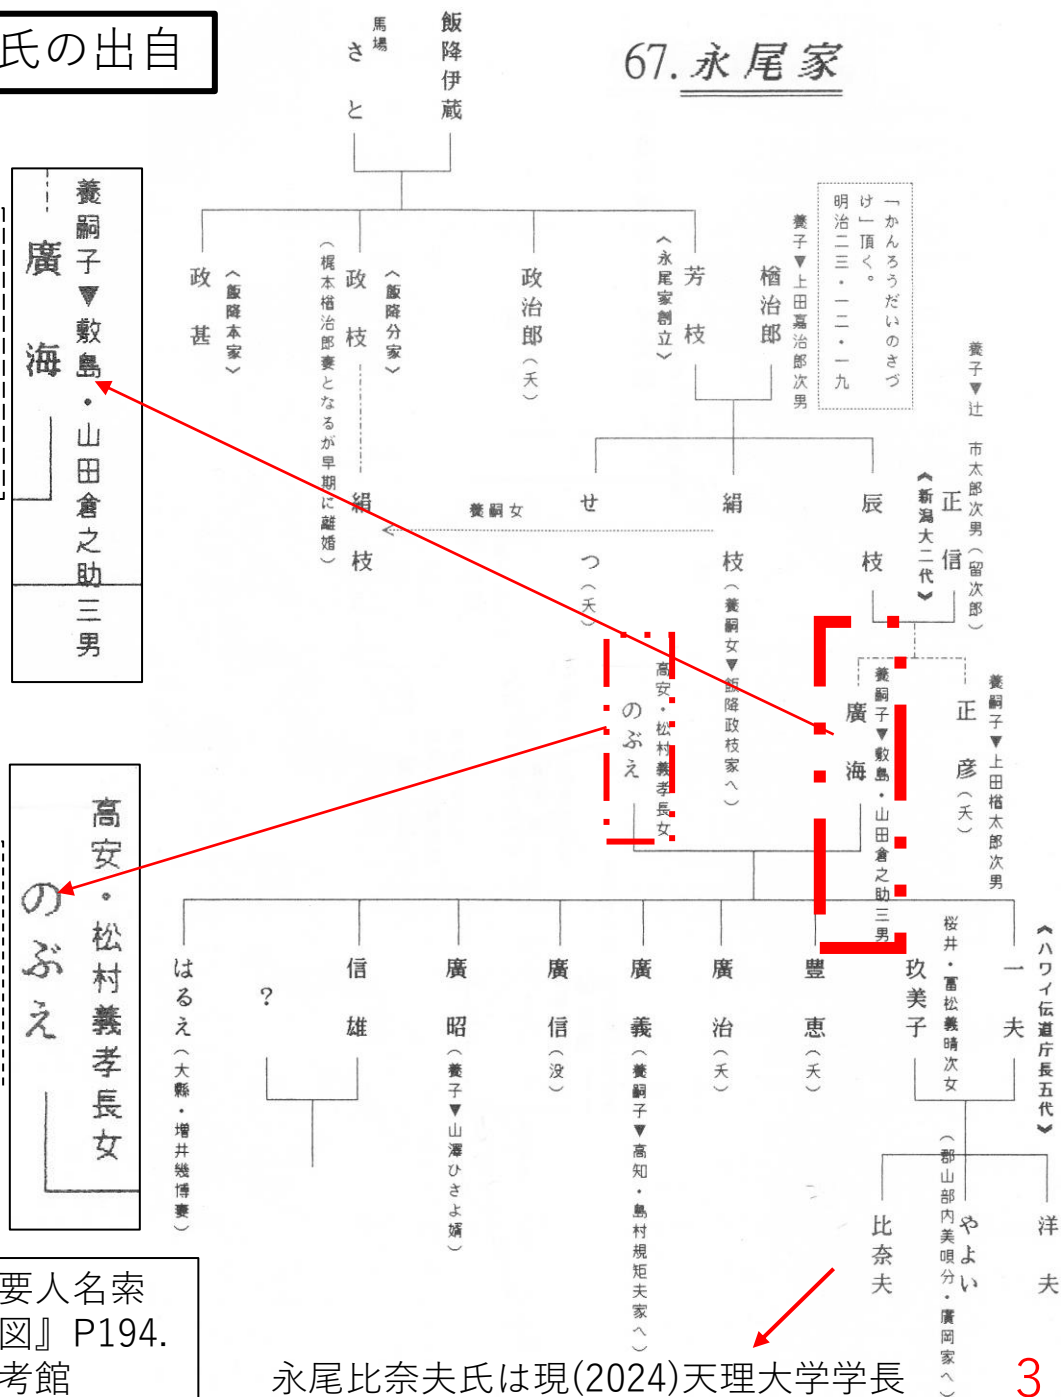 氏の出自
67. 永尾家
飯降伊蔵
馬場
さと
「かんろうだいのさづ
け」頂く。
明治二三・一二・一九
楢治郎
養子▼上田嘉治郎次男
芳枝
《永尾家創立》
政治郎（夭）
《飯降分家》
政枝
（梶本楢治郎妻となるが早期に離婚）
《飯降本家》
政甚
養子▼辻 市太郎次男（留次郎）
正信
《新潟大二代》
辰枝
絹枝（養嗣女▼飯降政枝家へ）
せつ（夭）
養嗣女
絹枝
養嗣子▼上田楢太郎次男
正彦（夭）
養嗣子▼敷島・山田倉之助三男
廣海
高安・松村義孝長女
のぶえ
《ハワイ伝道庁長五代》
一夫
桜井・冨松義晴次女
玖美子
豊恵（夭）
廣治（夭）
廣義（養嗣子▼高知・島村規矩夫家へ）
廣信（没）
廣昭（養子▼山澤ひさよ婿）
信雄
？
はるえ（大縣・増井幾博妻）
洋夫
やよい
（郡山部内美唄分・廣岡家へ）
比奈夫
養嗣子▼敷島・山田倉之助三男
廣海
高安・松村義孝長女
のぶえ
要人名索
図』P194.
考館
永尾比奈夫氏は現(2024)天理大学学長
3